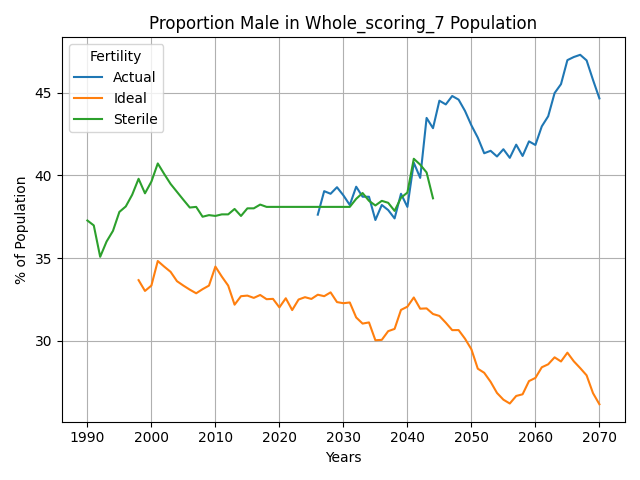 Proportion Male in Whole_scoring_7 Population
Fertility
Actual
Ideal
Sterile
% of Population
45
40
35
30
1990 2000 2010 2020 2030 2040 2050 2060 2070
Years